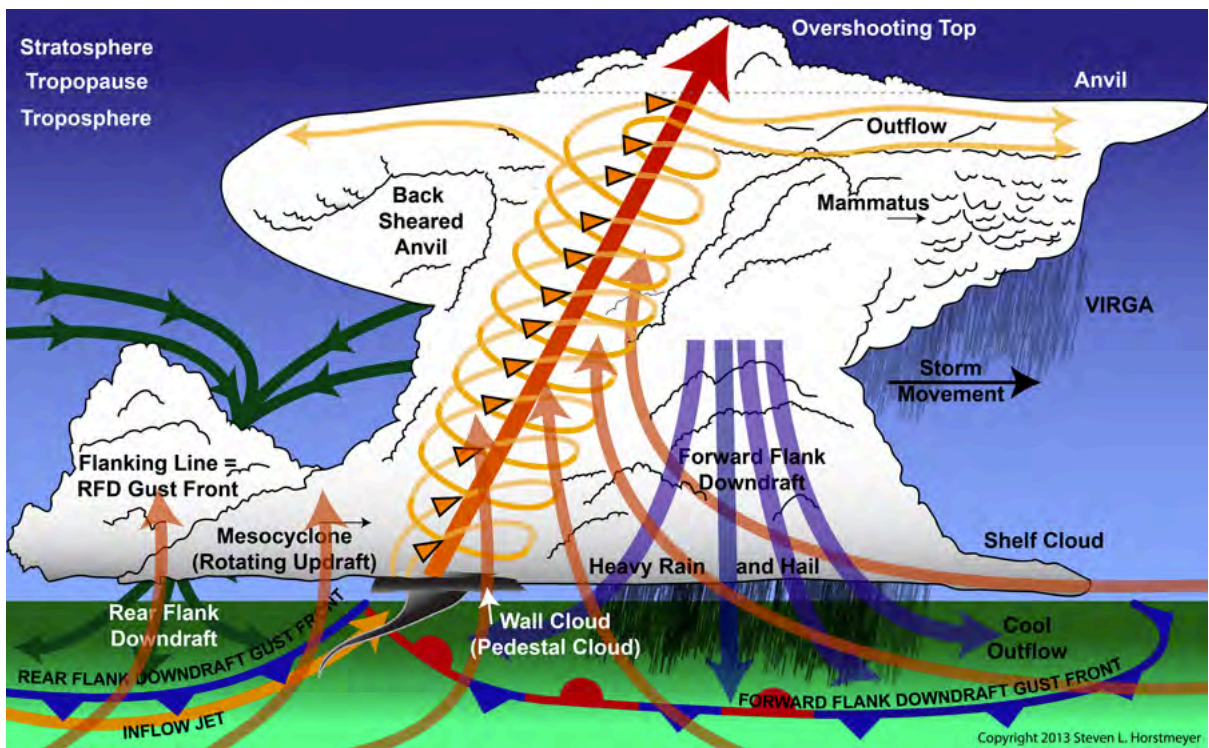 Stratosphere
Tropopause
Troposphere
Overshooting Top
Anvil
Outflow
Back
Sheared
Anvil
Mammatus
VIRGA
Storm
Movement
Flanking Line =
RFD Gust Front
Forward Flank
Downdraft
Mesocyclone
(Rotating Updraft)
Shelf Cloud
Heavy Rain and Hail
Rear Flank
Downdraft
Wall Cloud
(Pedestal Cloud)
Cool
Outflow
REAR FLANK DOWNDRAFT GUST FRONT
FORWARD FLANK DOWNDRAFT GUST FRONT
INFLOW JET
Copyright 2013 Steven L. Horstmeyer